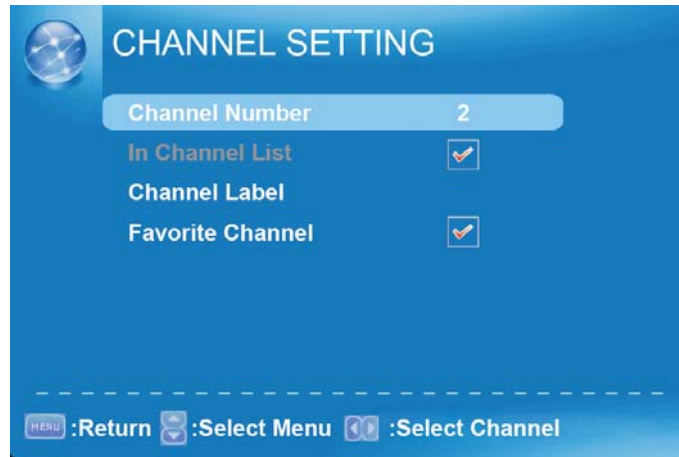 CHANNEL SETTING
Channel Number 2
In Channel List
Channel Label
Favorite Channel
MENU :Return :Select Menu :Select Channel